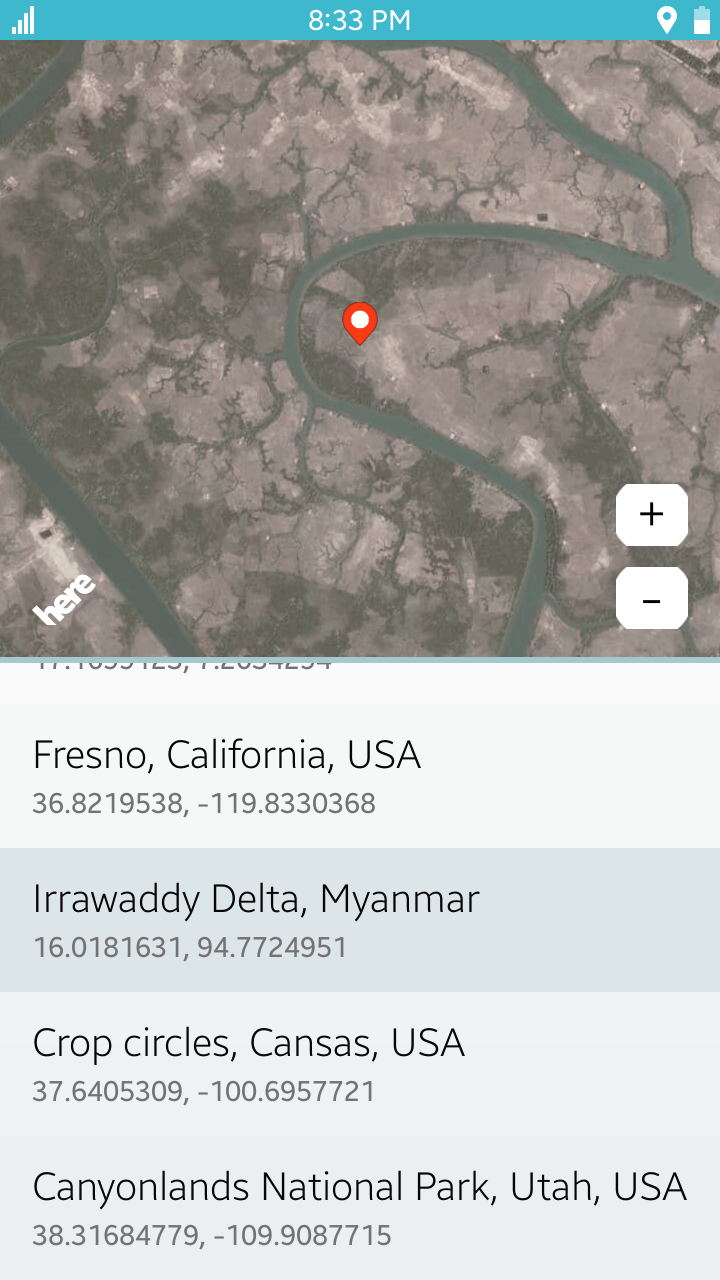 8:33 PM
+
-
here
Fresno, California, USA
36.8219538, -119.8330368
Irrawaddy Delta, Myanmar
16.0181631, 94.7724951
Crop circles, Cansas, USA
37.6405309, -100.6957721
Canyonlands National Park, Utah, USA
38.31684779, -109.9087715